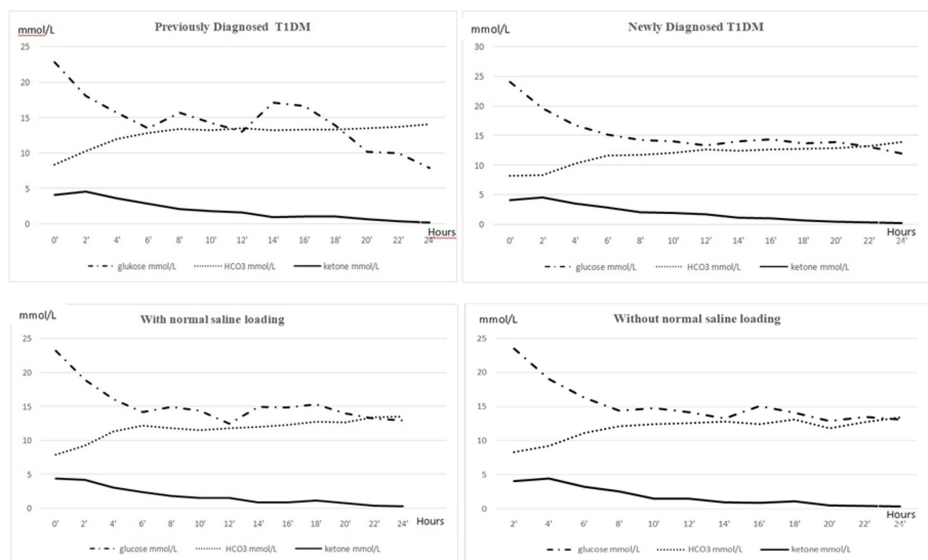 Previously Diagnosed T1DM
mmol/L
25
20
15
10
5
0
0' 2' 4' 6' 8' 10' 12' 14' 16' 18' 20' 22' 24'
Hours
glukose mmol/L HCO3 mmol/L ketone mmol/L
Newly Diagnosed T1DM
mmol/L
30
25
20
15
10
5
0
0' 2' 4' 6' 8' 10' 12' 14' 16' 18' 20' 22' 24'
Hours
glucose mmol/L HCO3 mmol/L ketone mmol/L
With normal saline loading
mmol/L
25
20
15
10
5
0
0' 2' 4' 6' 8' 10' 12' 14' 16' 18' 20' 22' 24'
Hours
glucose mmol/L HCO3 mmol/L ketone mmol/L
Without normal saline loading
mmol/L
25
20
15
10
5
0
2' 4' 6' 8' 10' 12' 14' 16' 18' 20' 22' 24'
Hours
glucose mmol/L HCO3 mmol/L ketone mmol/L